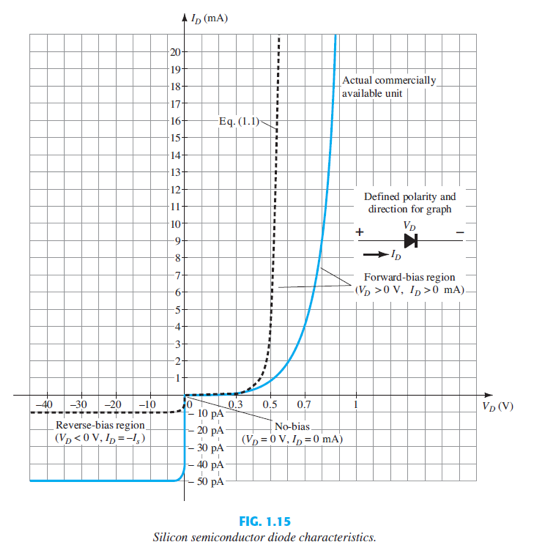 I_D (mA)
20
19
18
17
16
15
14
13
12
11
10
9
8
7
6
5
4
3
2
1
Actual commercially
available unit
Eq. (1.1)
Defined polarity and
direction for graph
V_D
+ –
I_D
Forward-bias region
(V_D > 0 V, I_D > 0 mA)
–40 –30 –20 –10 0 0.3 0.5 0.7 1 V_D (V)
Reverse-bias region
(V_D < 0 V, I_D = –I_s)
– 10 pA
– 20 pA
– 30 pA
– 40 pA
– 50 pA
No-bias
(V_D = 0 V, I_D = 0 mA)
FIG. 1.15
Silicon semiconductor diode characteristics.